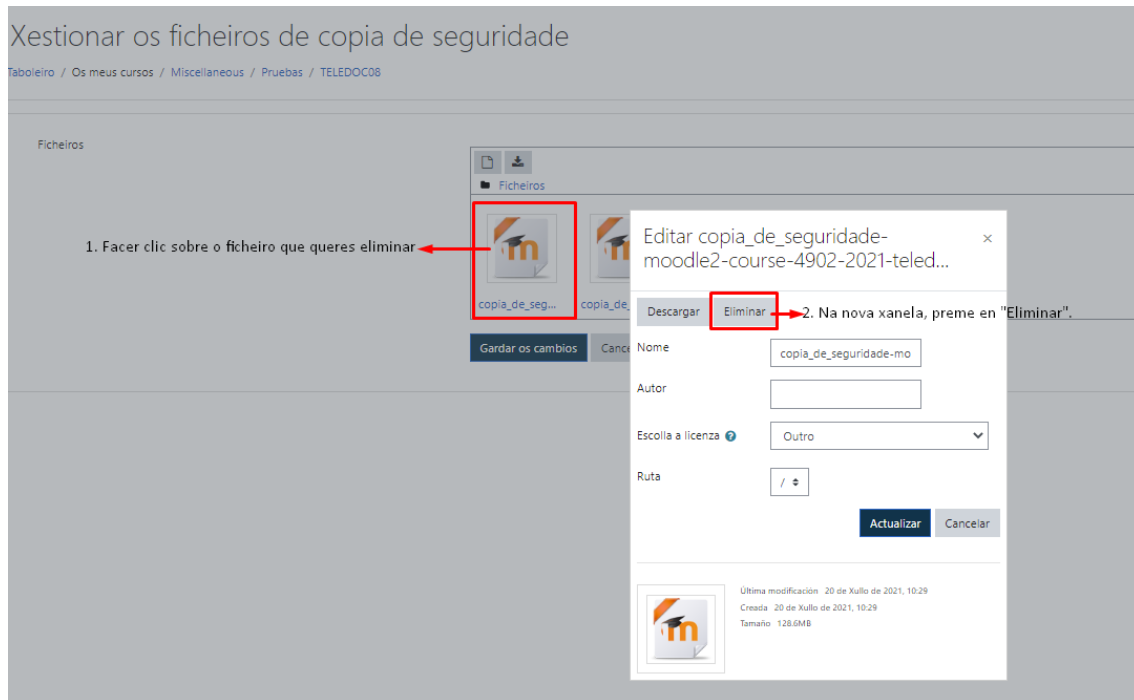 Xestionar os ficheiros de copia de seguridade
Taboleiro / Os meus cursos / Miscellaneous / Pruebas / TELEDOC08
Ficheiros
Ficheiros
1. Facer clic sobre o ficheiro que queres eliminar
copia_de_seg...
copia_de_
Gardar os cambios
Cance
Editar copia_de_seguridade-
moodle2-course-4902-2021-teled...
×
Descargar Eliminar
2. Na nova xanela, preme en "Eliminar".
Nome copia_de_seguridade-mo
Autor
Escolla a licenza ? Outro
Ruta /
Actualizar Cancelar
Última modificación 20 de Xullo de 2021, 10:29
Creada 20 de Xullo de 2021, 10:29
Tamaño 128.6MB